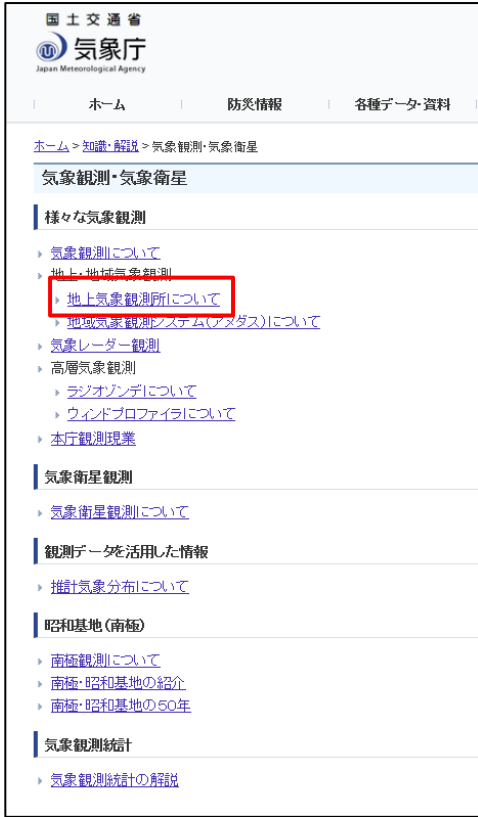 国土交通省
気象庁
Japan Meteorological Agency
ホーム 防災情報 各種データ・資料
ホーム > 知識・解説 > 気象観測・気象衛星
気象観測・気象衛星
様々な気象観測
気象観測について
地上・地域気象観測
地上気象観測所について
地域気象観測システム(アメダス)について
気象レーダー観測
高層気象観測
ラジオゾンデについて
ウィンドプロファイラについて
本庁観測現業
気象衛星観測
気象衛星観測について
観測データを活用した情報
推計気象分布について
昭和基地(南極)
南極観測について
南極・昭和基地の紹介
南極・昭和基地の50年
気象観測統計
気象観測統計の解説